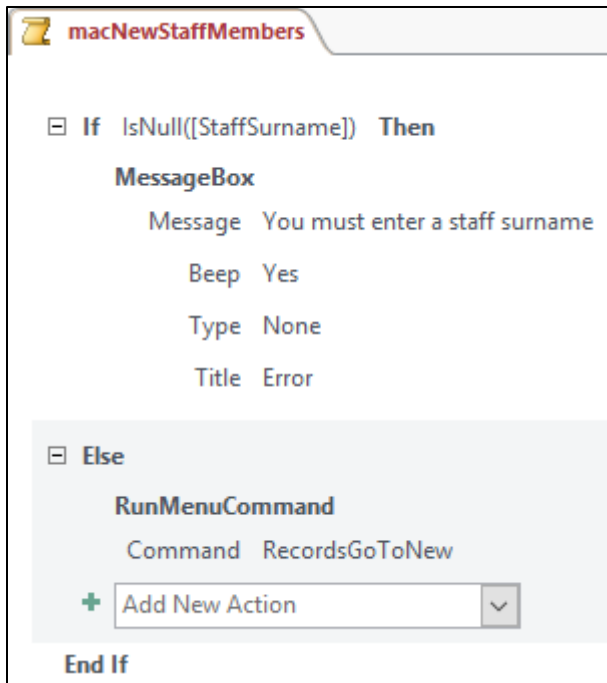 macNewStaffMembers
If IsNull([StaffSurname]) Then
MessageBox
Message You must enter a staff surname
Beep Yes
Type None
Title Error
Else
RunMenuCommand
Command RecordsGoToNew
Add New Action
End If